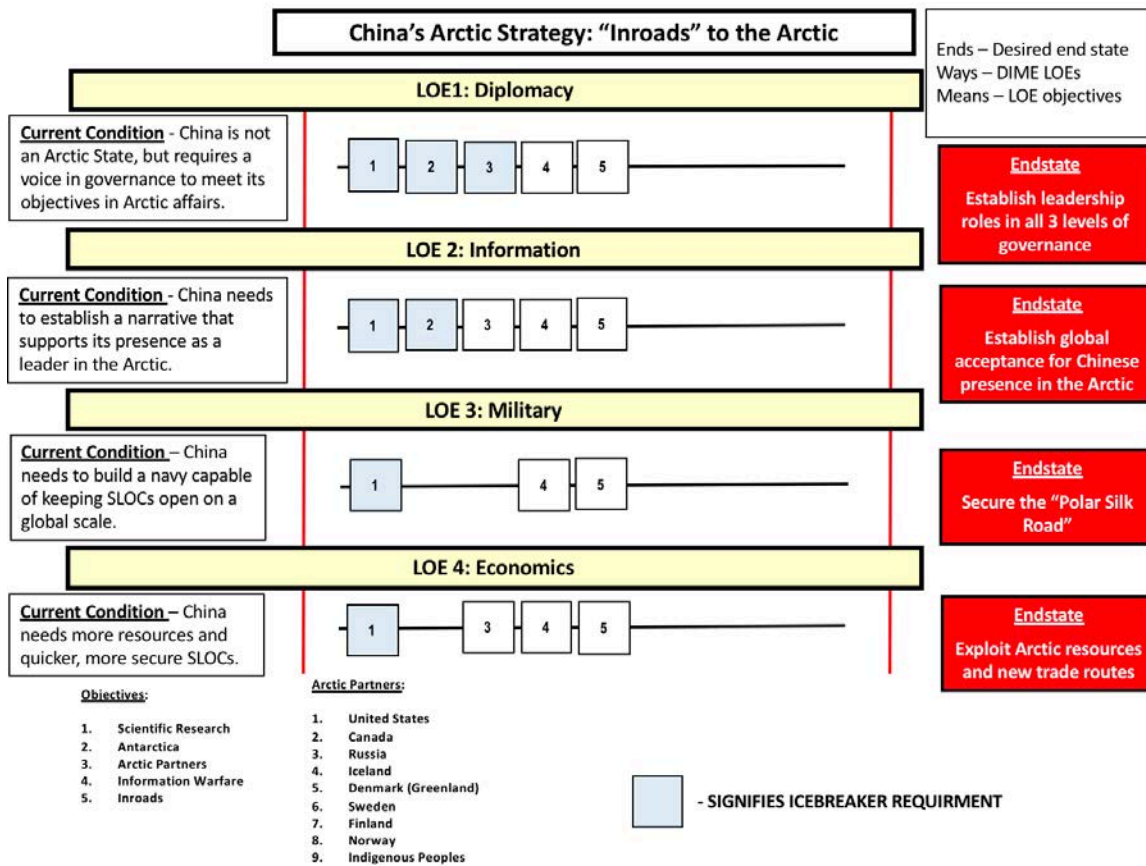 China's Arctic Strategy: "Inroads" to the Arctic
Ends – Desired end state
Ways – DIME LOEs
Means – LOE objectives
LOE1: Diplomacy
Current Condition - China is not
an Arctic State, but requires a
voice in governance to meet its
objectives in Arctic affairs.
1 2 3 4 5
Endstate
Establish leadership
roles in all 3 levels of
governance
LOE 2: Information
Current Condition - China needs
to establish a narrative that
supports its presence as a
leader in the Arctic.
1 2 3 4 5
Endstate
Establish global
acceptance for Chinese
presence in the Arctic
LOE 3: Military
Current Condition – China
needs to build a navy capable
of keeping SLOCs open on a
global scale.
1 4 5
Endstate
Secure the "Polar Silk
Road"
LOE 4: Economics
Current Condition – China
needs more resources and
quicker, more secure SLOCs.
1 3 4 5
Endstate
Exploit Arctic resources
and new trade routes
Objectives:
1. Scientific Research
2. Antarctica
3. Arctic Partners
4. Information Warfare
5. Inroads
Arctic Partners:
1. United States
2. Canada
3. Russia
4. Iceland
5. Denmark (Greenland)
6. Sweden
7. Finland
8. Norway
9. Indigenous Peoples
- SIGNIFIES ICEBREAKER REQUIRMENT